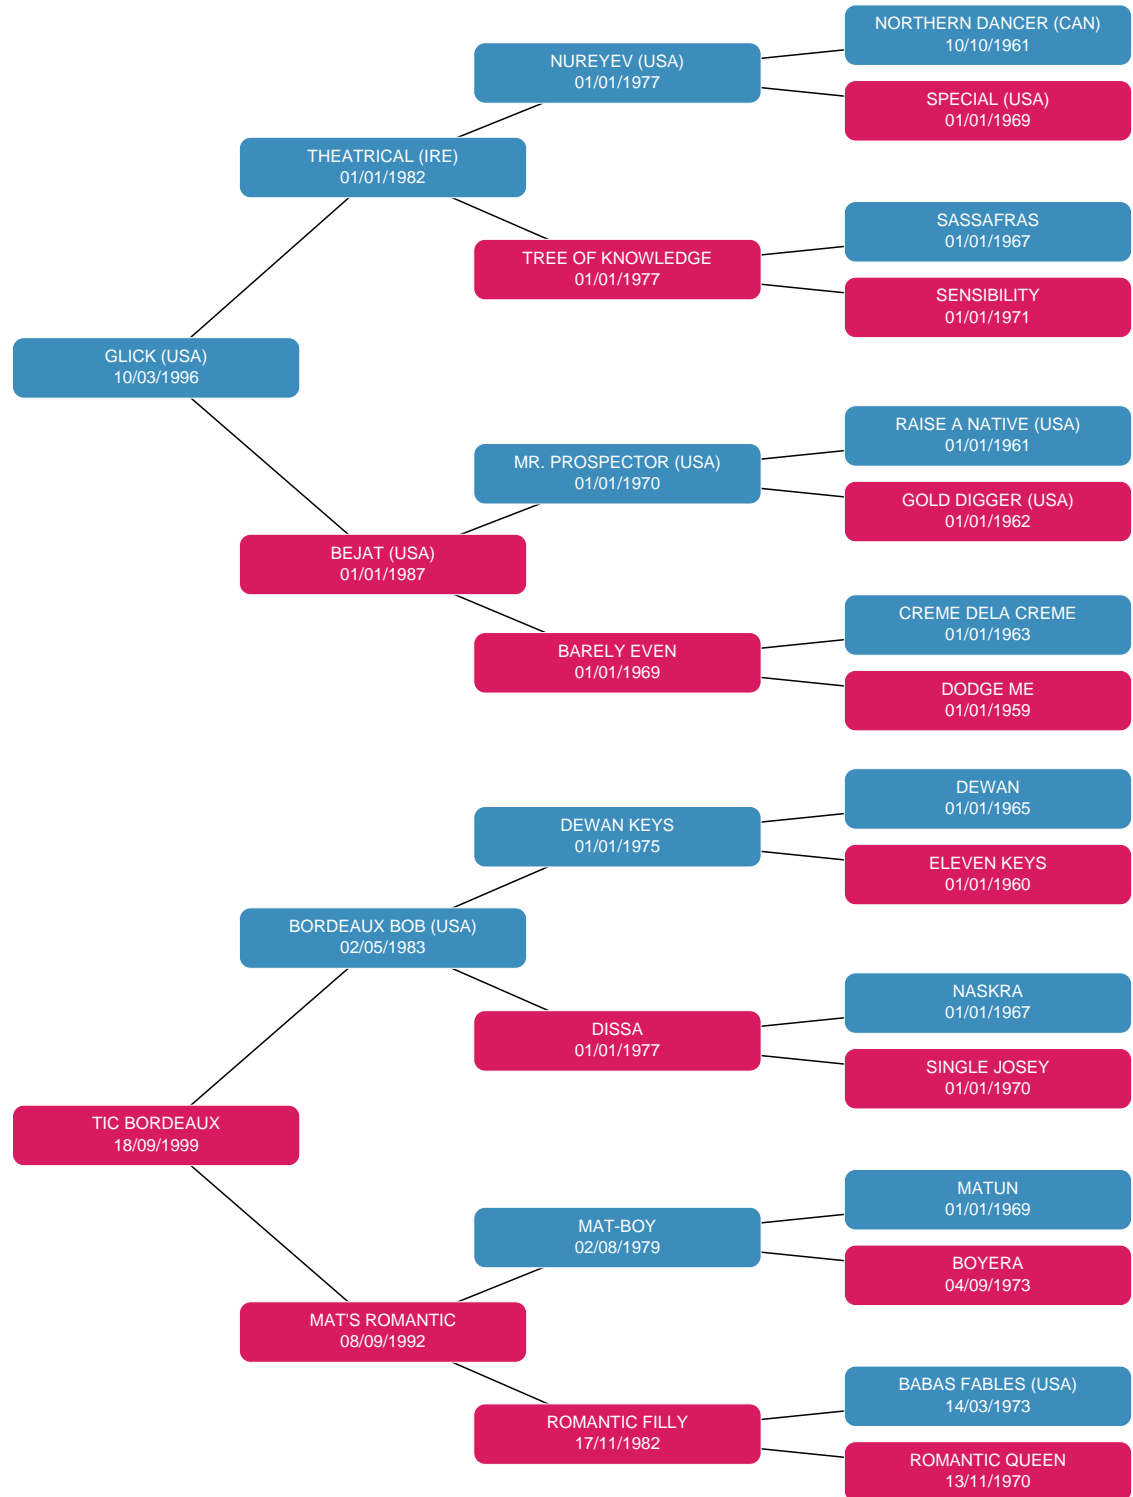 NORTHERN DANCER (CAN)
10/10/1961
NUREYEV (USA)
01/01/1977
SPECIAL (USA)
01/01/1969
THEATRICAL (IRE)
01/01/1982
SASSAFRAS
01/01/1967
TREE OF KNOWLEDGE
01/01/1977
SENSIBILITY
01/01/1971
GLICK (USA)
10/03/1996
RAISE A NATIVE (USA)
01/01/1961
MR. PROSPECTOR (USA)
01/01/1970
GOLD DIGGER (USA)
01/01/1962
BEJAT (USA)
01/01/1987
CREME DELA CREME
01/01/1963
BARELY EVEN
01/01/1969
DODGE ME
01/01/1959
DEWAN
01/01/1965
DEWAN KEYS
01/01/1975
ELEVEN KEYS
01/01/1960
BORDEAUX BOB (USA)
02/05/1983
NASKRA
01/01/1967
DISSA
01/01/1977
SINGLE JOSEY
01/01/1970
TIC BORDEAUX
18/09/1999
MATUN
01/01/1969
MAT-BOY
02/08/1979
BOYERA
04/09/1973
MAT'S ROMANTIC
08/09/1992
BABAS FABLES (USA)
14/03/1973
ROMANTIC FILLY
17/11/1982
ROMANTIC QUEEN
13/11/1970